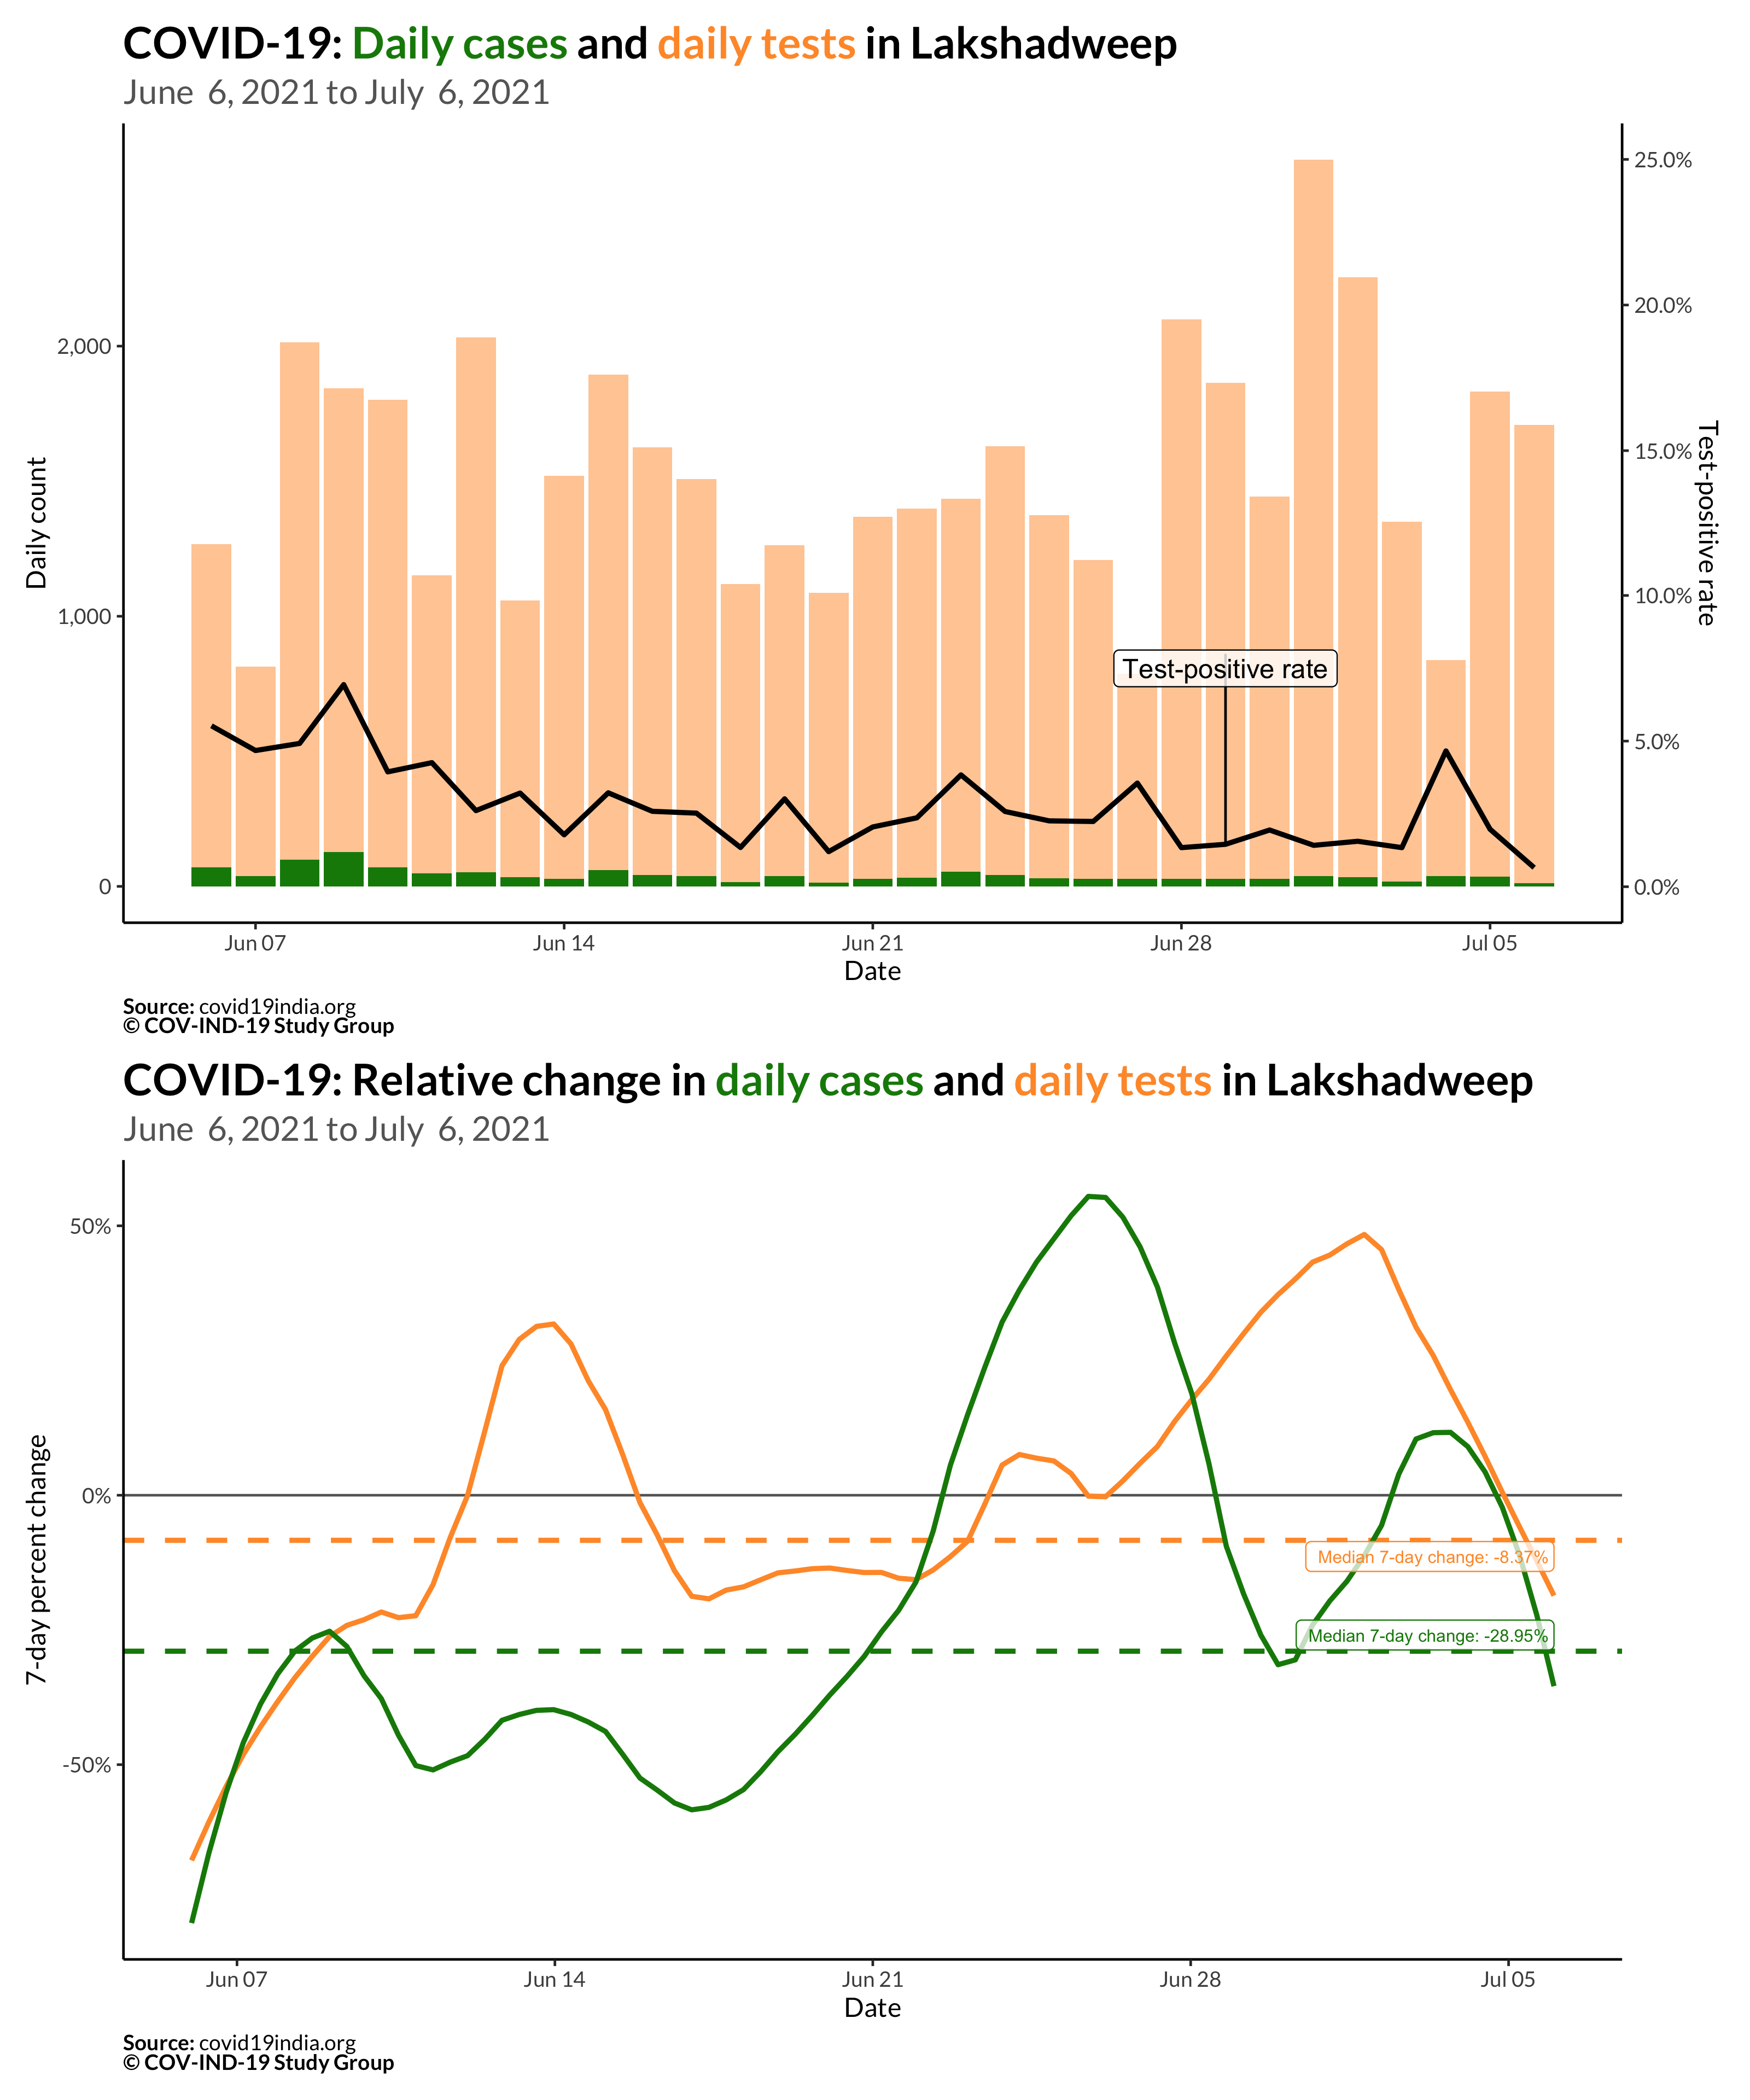 COVID-19: Daily cases and daily tests in Lakshadweep
June 6, 2021 to July 6, 2021
Daily count
2,000
1,000
0
25.0%
20.0%
15.0%
10.0%
5.0%
0.0%
Test-positive rate
Test-positive rate
Jun 07
Jun 14
Jun 21
Jun 28
Jul 05
Date
Source: covid19india.org
© COV-IND-19 Study Group
COVID-19: Relative change in daily cases and daily tests in Lakshadweep
June 6, 2021 to July 6, 2021
7-day percent change
50%
0%
-50%
Median 7-day change: -8.37%
Median 7-day change: -28.95%
Jun 07
Jun 14
Jun 21
Jun 28
Jul 05
Date
Source: covid19india.org
© COV-IND-19 Study Group